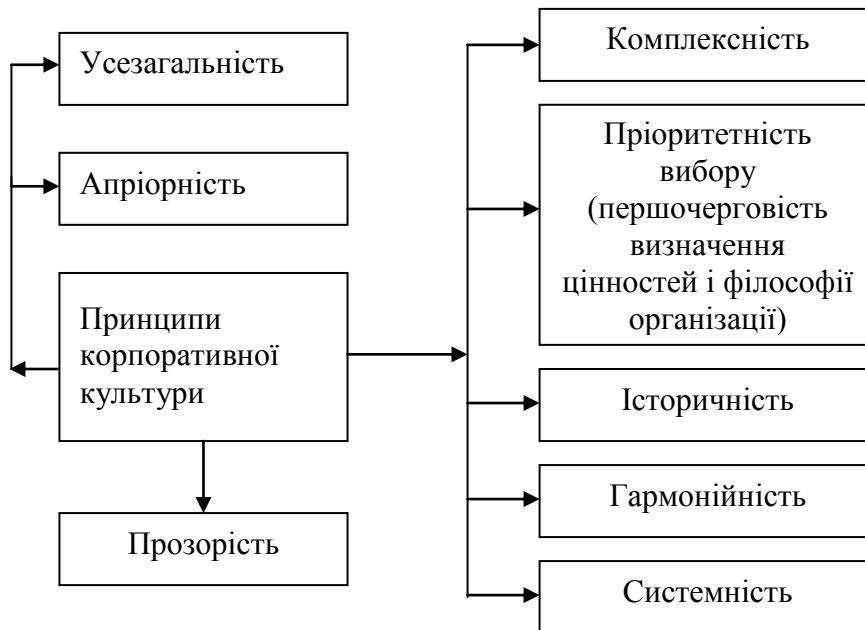 Усезагальність
Апріорність
Принципи
корпоративної
культури
Прозорість
Комплексність
Пріоритетність
вибору
(першочерговість
визначення
цінностей і філософії
організації)
Історичність
Гармонійність
Системність